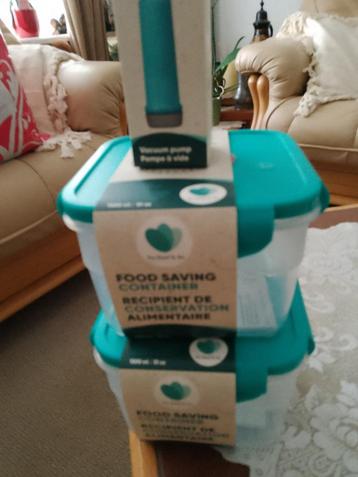 Vacuum pump
Pompe à vide
FOOD SAVING
CONTAINER
RECIPIENT DE
CONSERVATION
ALIMENTAIRE
FOOD SAVING
CONTAINER
RECIPIENT DE
CONSERVATION
ALIMENTAIRE